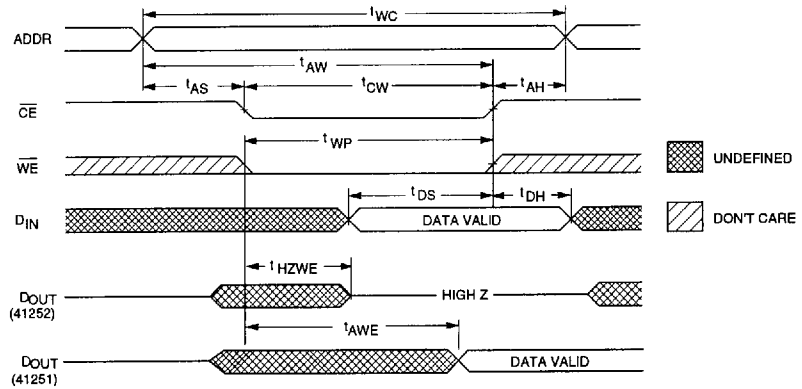 tWC
ADDR
tAW
tAS
tCW
tAH
CE
tWP
WE
UNDEFINED
tDS
tDH
DIN
DATA VALID
DON'T CARE
tHZWE
DOUT
(41252)
HIGH Z
tAWE
DOUT
(41251)
DATA VALID